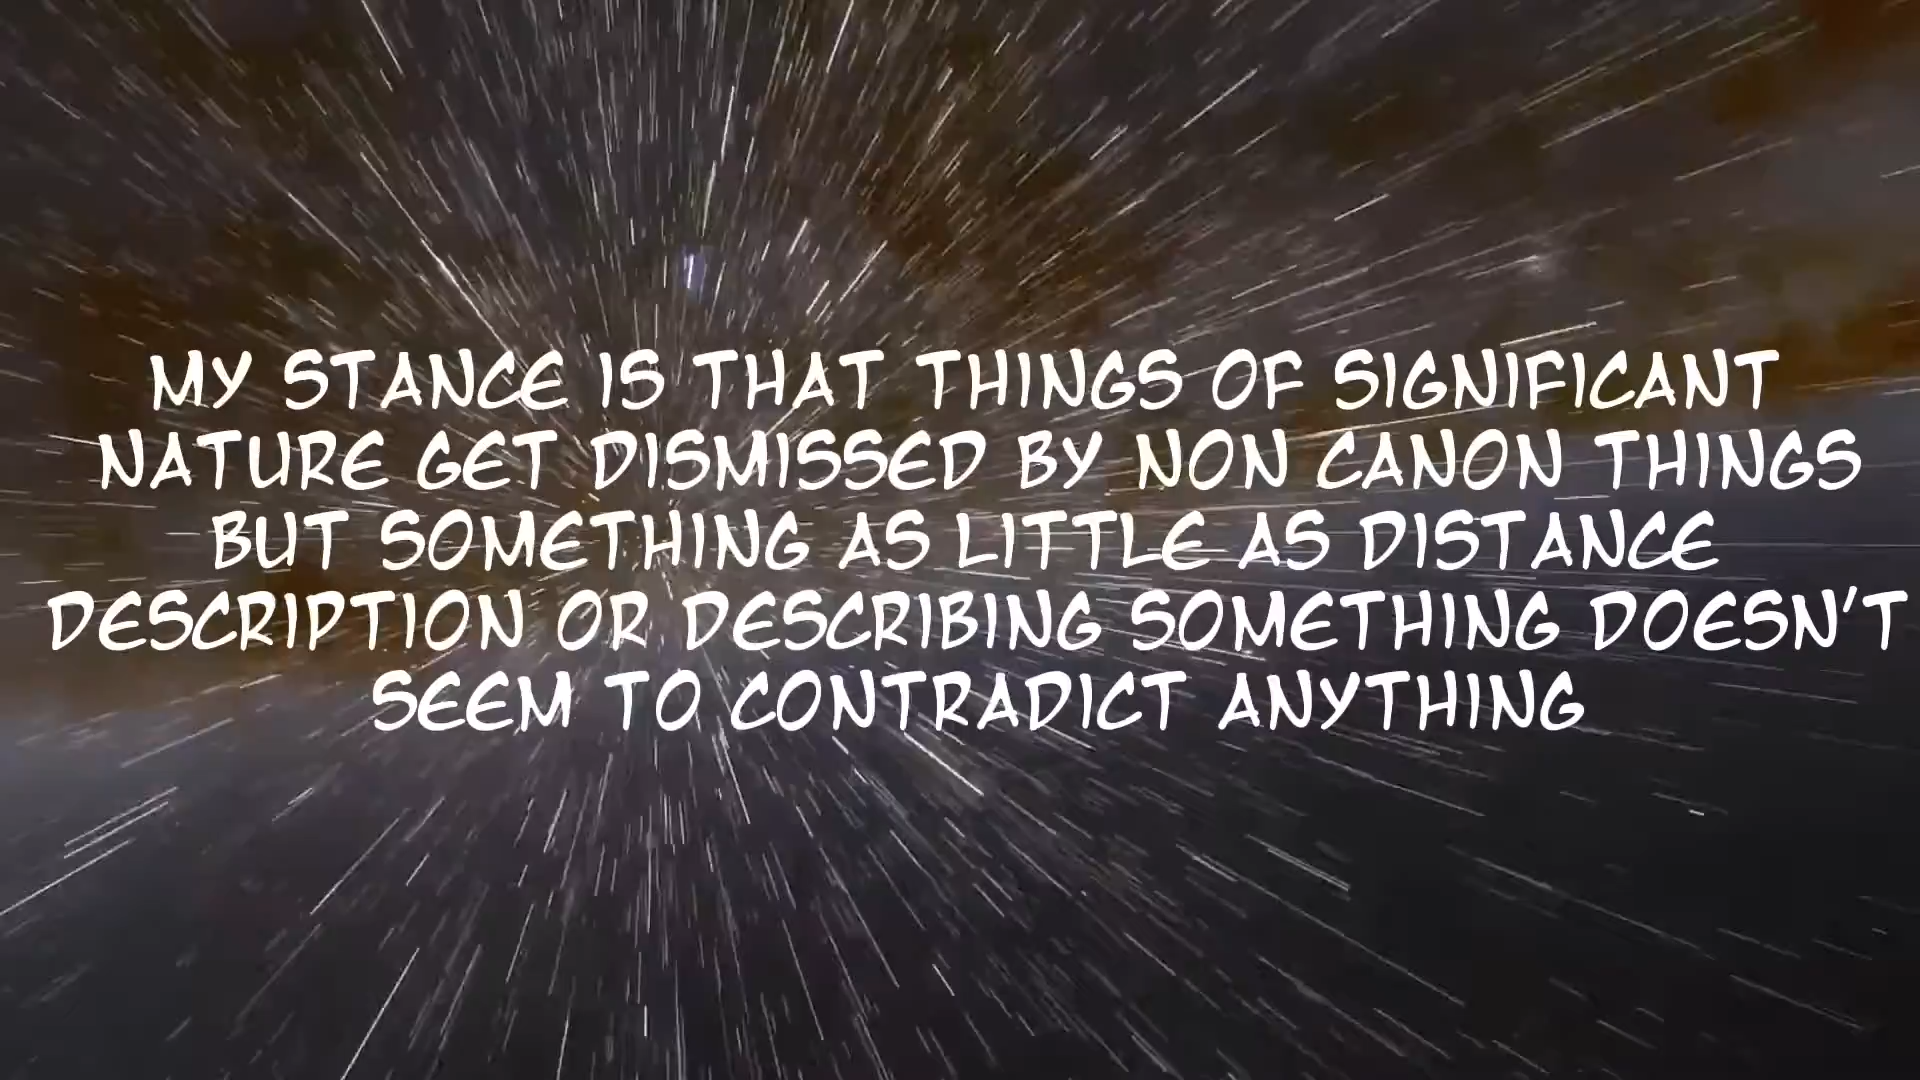 MY STANCE IS THAT THINGS OF SIGNIFICANT
NATURE GET DISMISSED BY NON CANON THINGS
BUT SOMETHING AS LITTLE AS DISTANCE
DESCRIPTION OR DESCRIBING SOMETHING DOESN'T
SEEM TO CONTRADICT ANYTHING